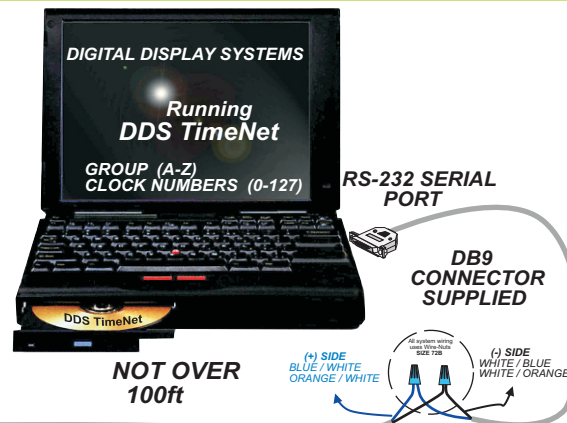 DIGITAL DISPLAY SYSTEMS
Running
DDS TimeNet
GROUP (A-Z)
CLOCK NUMBERS (0-127)
RS-232 SERIAL
PORT
DB9
CONNECTOR
SUPPLIED
DDS TimeNet
NOT OVER
100ft
All system wiring
uses Wire-Nuts
SIZE 72B
(+) SIDE
BLUE / WHITE
ORANGE / WHITE
(-) SIDE
WHITE / BLUE
WHITE / ORANGE